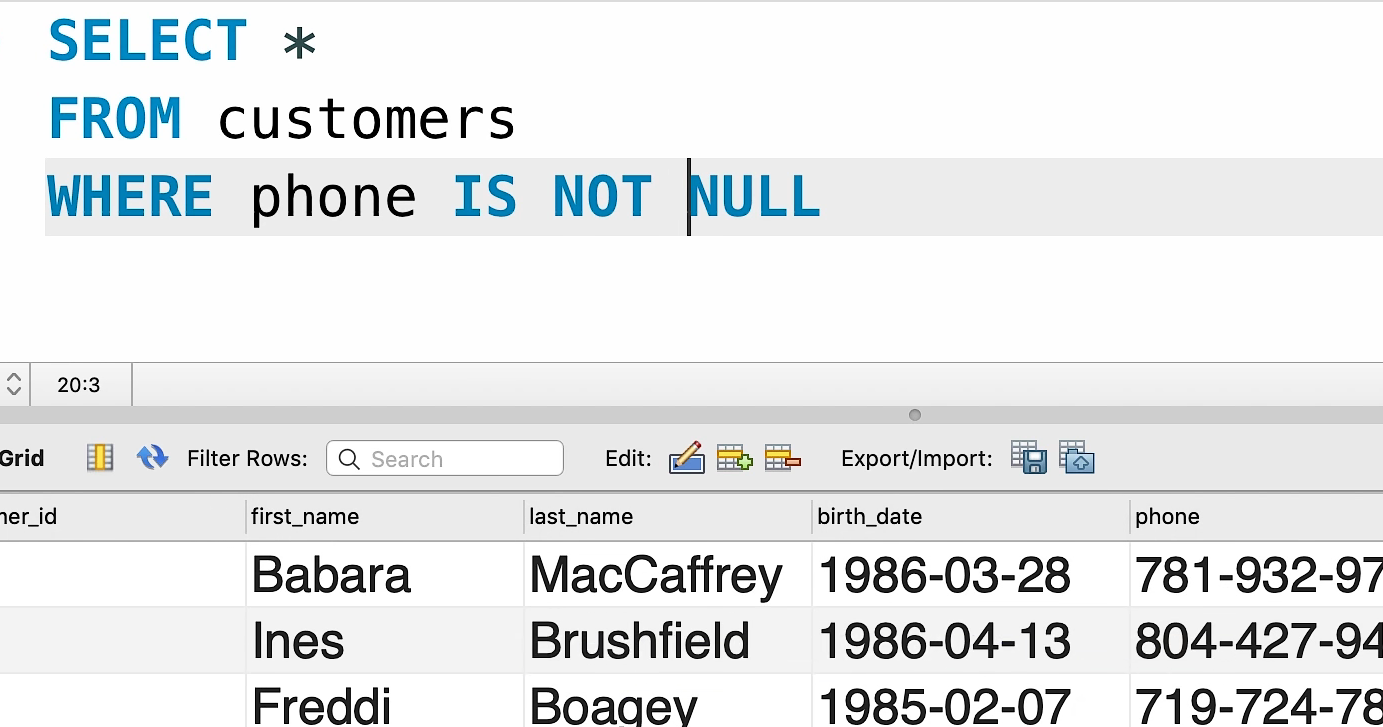 SELECT *
FROM customers
WHERE phone IS NOT NULL
20:3
Grid Filter Rows: Search Edit: Export/Import:
ner_id first_name last_name birth_date phone
Babara MacCaffrey 1986-03-28 781-932-97
Ines Brushfield 1986-04-13 804-427-94
Freddi Boagey 1985-02-07 719-724-78